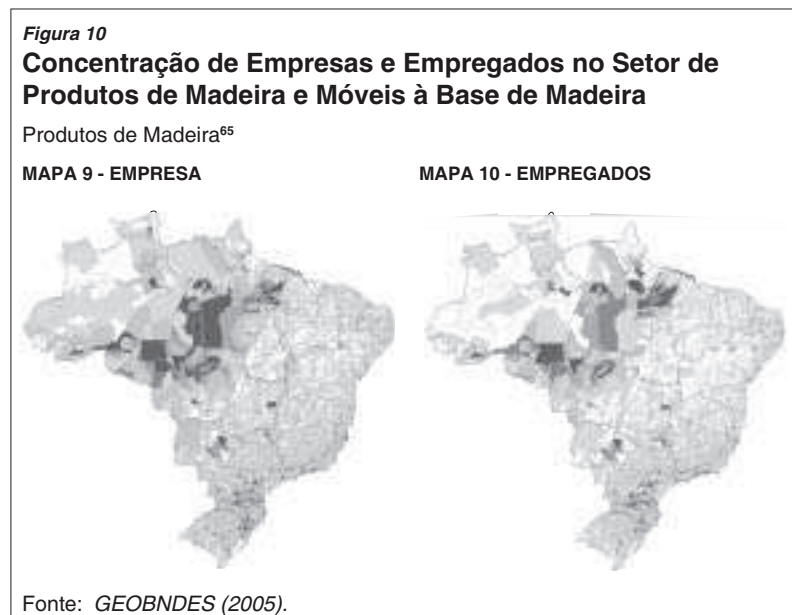 Figura 10
Concentração de Empresas e Empregados no Setor de
Produtos de Madeira e Móveis à Base de Madeira
Produtos de Madeira⁶⁵
MAPA 9 - EMPRESA
MAPA 10 - EMPREGADOS
Fonte: GEOBNDES (2005).